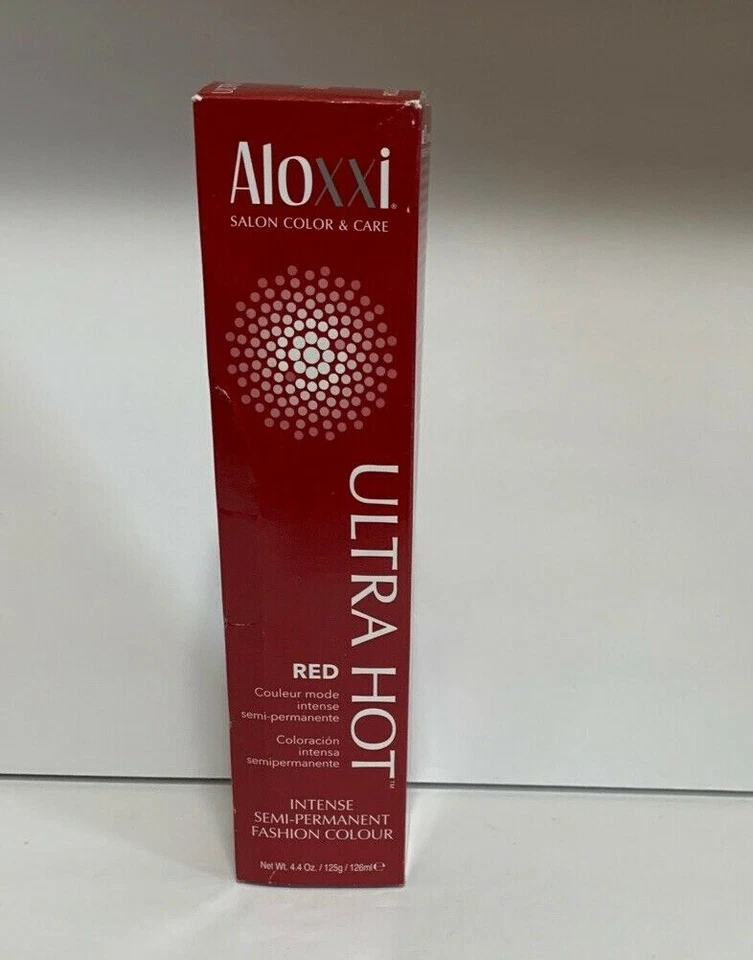 Aloxxi®
SALON COLOR & CARE
ULTRA HOT™
RED
Couleur mode
intense
semi-permanente
Coloración
intensa
semipermanente
INTENSE
SEMI-PERMANENT
FASHION COLOUR
Net Wt. 4.4 Oz. / 125g / 126ml ℮